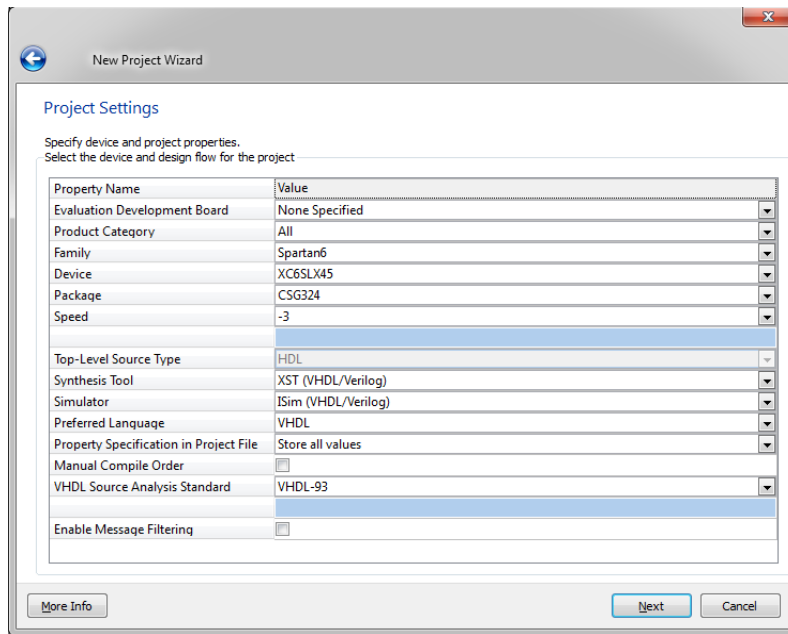 New Project Wizard
Project Settings
Specify device and project properties.
Select the device and design flow for the project
Property Name Value
Evaluation Development Board None Specified
Product Category All
Family Spartan6
Device XC6SLX45
Package CSG324
Speed -3
Top-Level Source Type HDL
Synthesis Tool XST (VHDL/Verilog)
Simulator ISim (VHDL/Verilog)
Preferred Language VHDL
Property Specification in Project File Store all values
Manual Compile Order
VHDL Source Analysis Standard VHDL-93
Enable Message Filtering
More Info Next Cancel